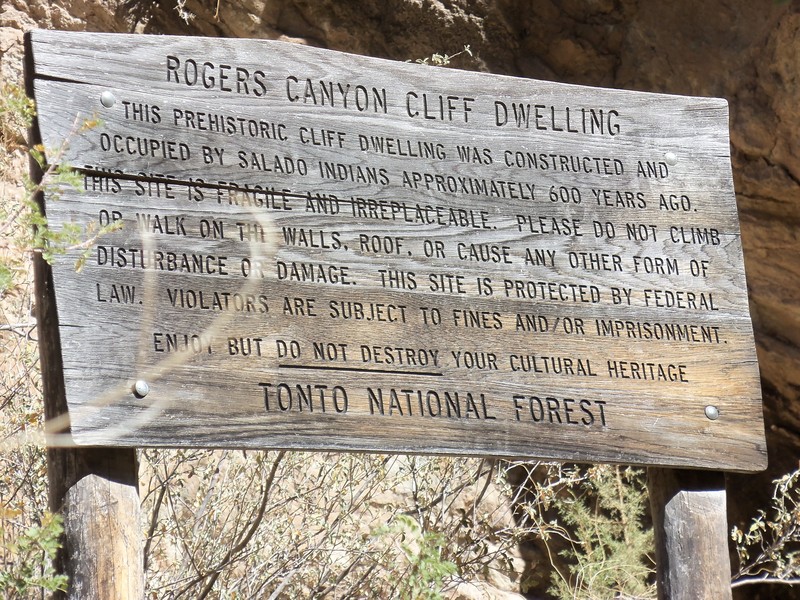 ROGERS CANYON CLIFF DWELLING
THIS PREHISTORIC CLIFF DWELLING WAS CONSTRUCTED AND
OCCUPIED BY SALADO INDIANS APPROXIMATELY 600 YEARS AGO.
THIS SITE IS FRAGILE AND IRREPLACEABLE. PLEASE DO NOT CLIMB
OR WALK ON THE WALLS, ROOF, OR CAUSE ANY OTHER FORM OF
DISTURBANCE OR DAMAGE. THIS SITE IS PROTECTED BY FEDERAL
LAW. VIOLATORS ARE SUBJECT TO FINES AND/OR IMPRISONMENT.
ENJOY BUT DO NOT DESTROY YOUR CULTURAL HERITAGE
TONTO NATIONAL FOREST